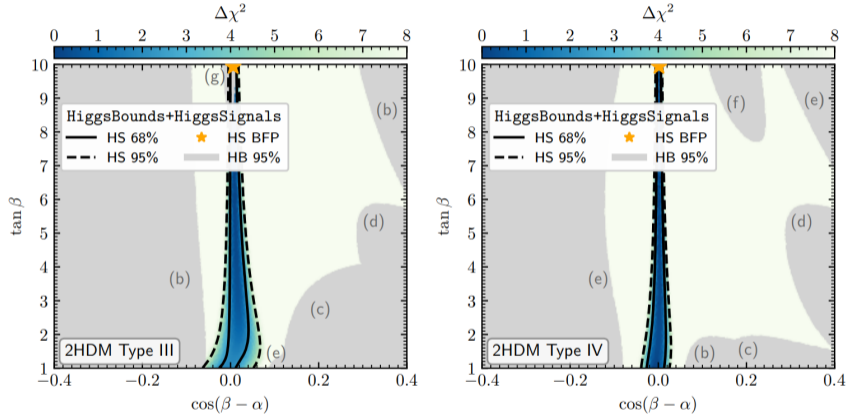 Δχ²
0 1 2 3 4 5 6 7 8
10
9
8
7
6
5
4
3
2
1
tan β
(g)
(b)
HiggsBounds+HiggsSignals
HS 68% HS BFP
HS 95% HB 95%
(d)
(b)
(c)
(e)
2HDM Type III
−0.4 −0.2 0.0 0.2 0.4
cos(β − α)
Δχ²
0 1 2 3 4 5 6 7 8
10
9
8
7
6
5
4
3
2
1
tan β
(f)
(e)
HiggsBounds+HiggsSignals
HS 68% HS BFP
HS 95% HB 95%
(d)
(e)
(b)
(c)
2HDM Type IV
−0.4 −0.2 0.0 0.2 0.4
cos(β − α)